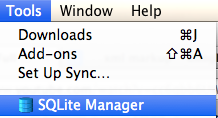 Tools Window Help
Downloads ⌘J
Add-ons ⇧⌘A
Set Up Sync...
SQLite Manager